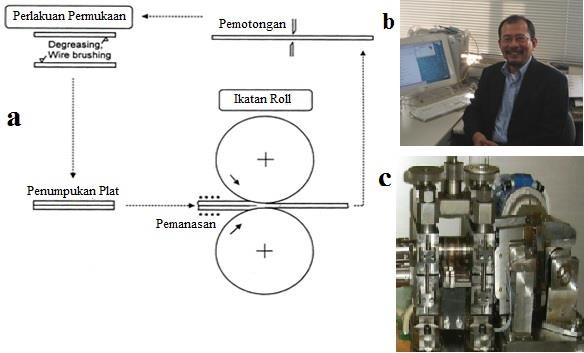 Perlakuan Permukaan
Degreasing,
Wire brushing
Pemotongan
b
a
Ikatan Roll
Penumpukan Plat
Pemanasan
c